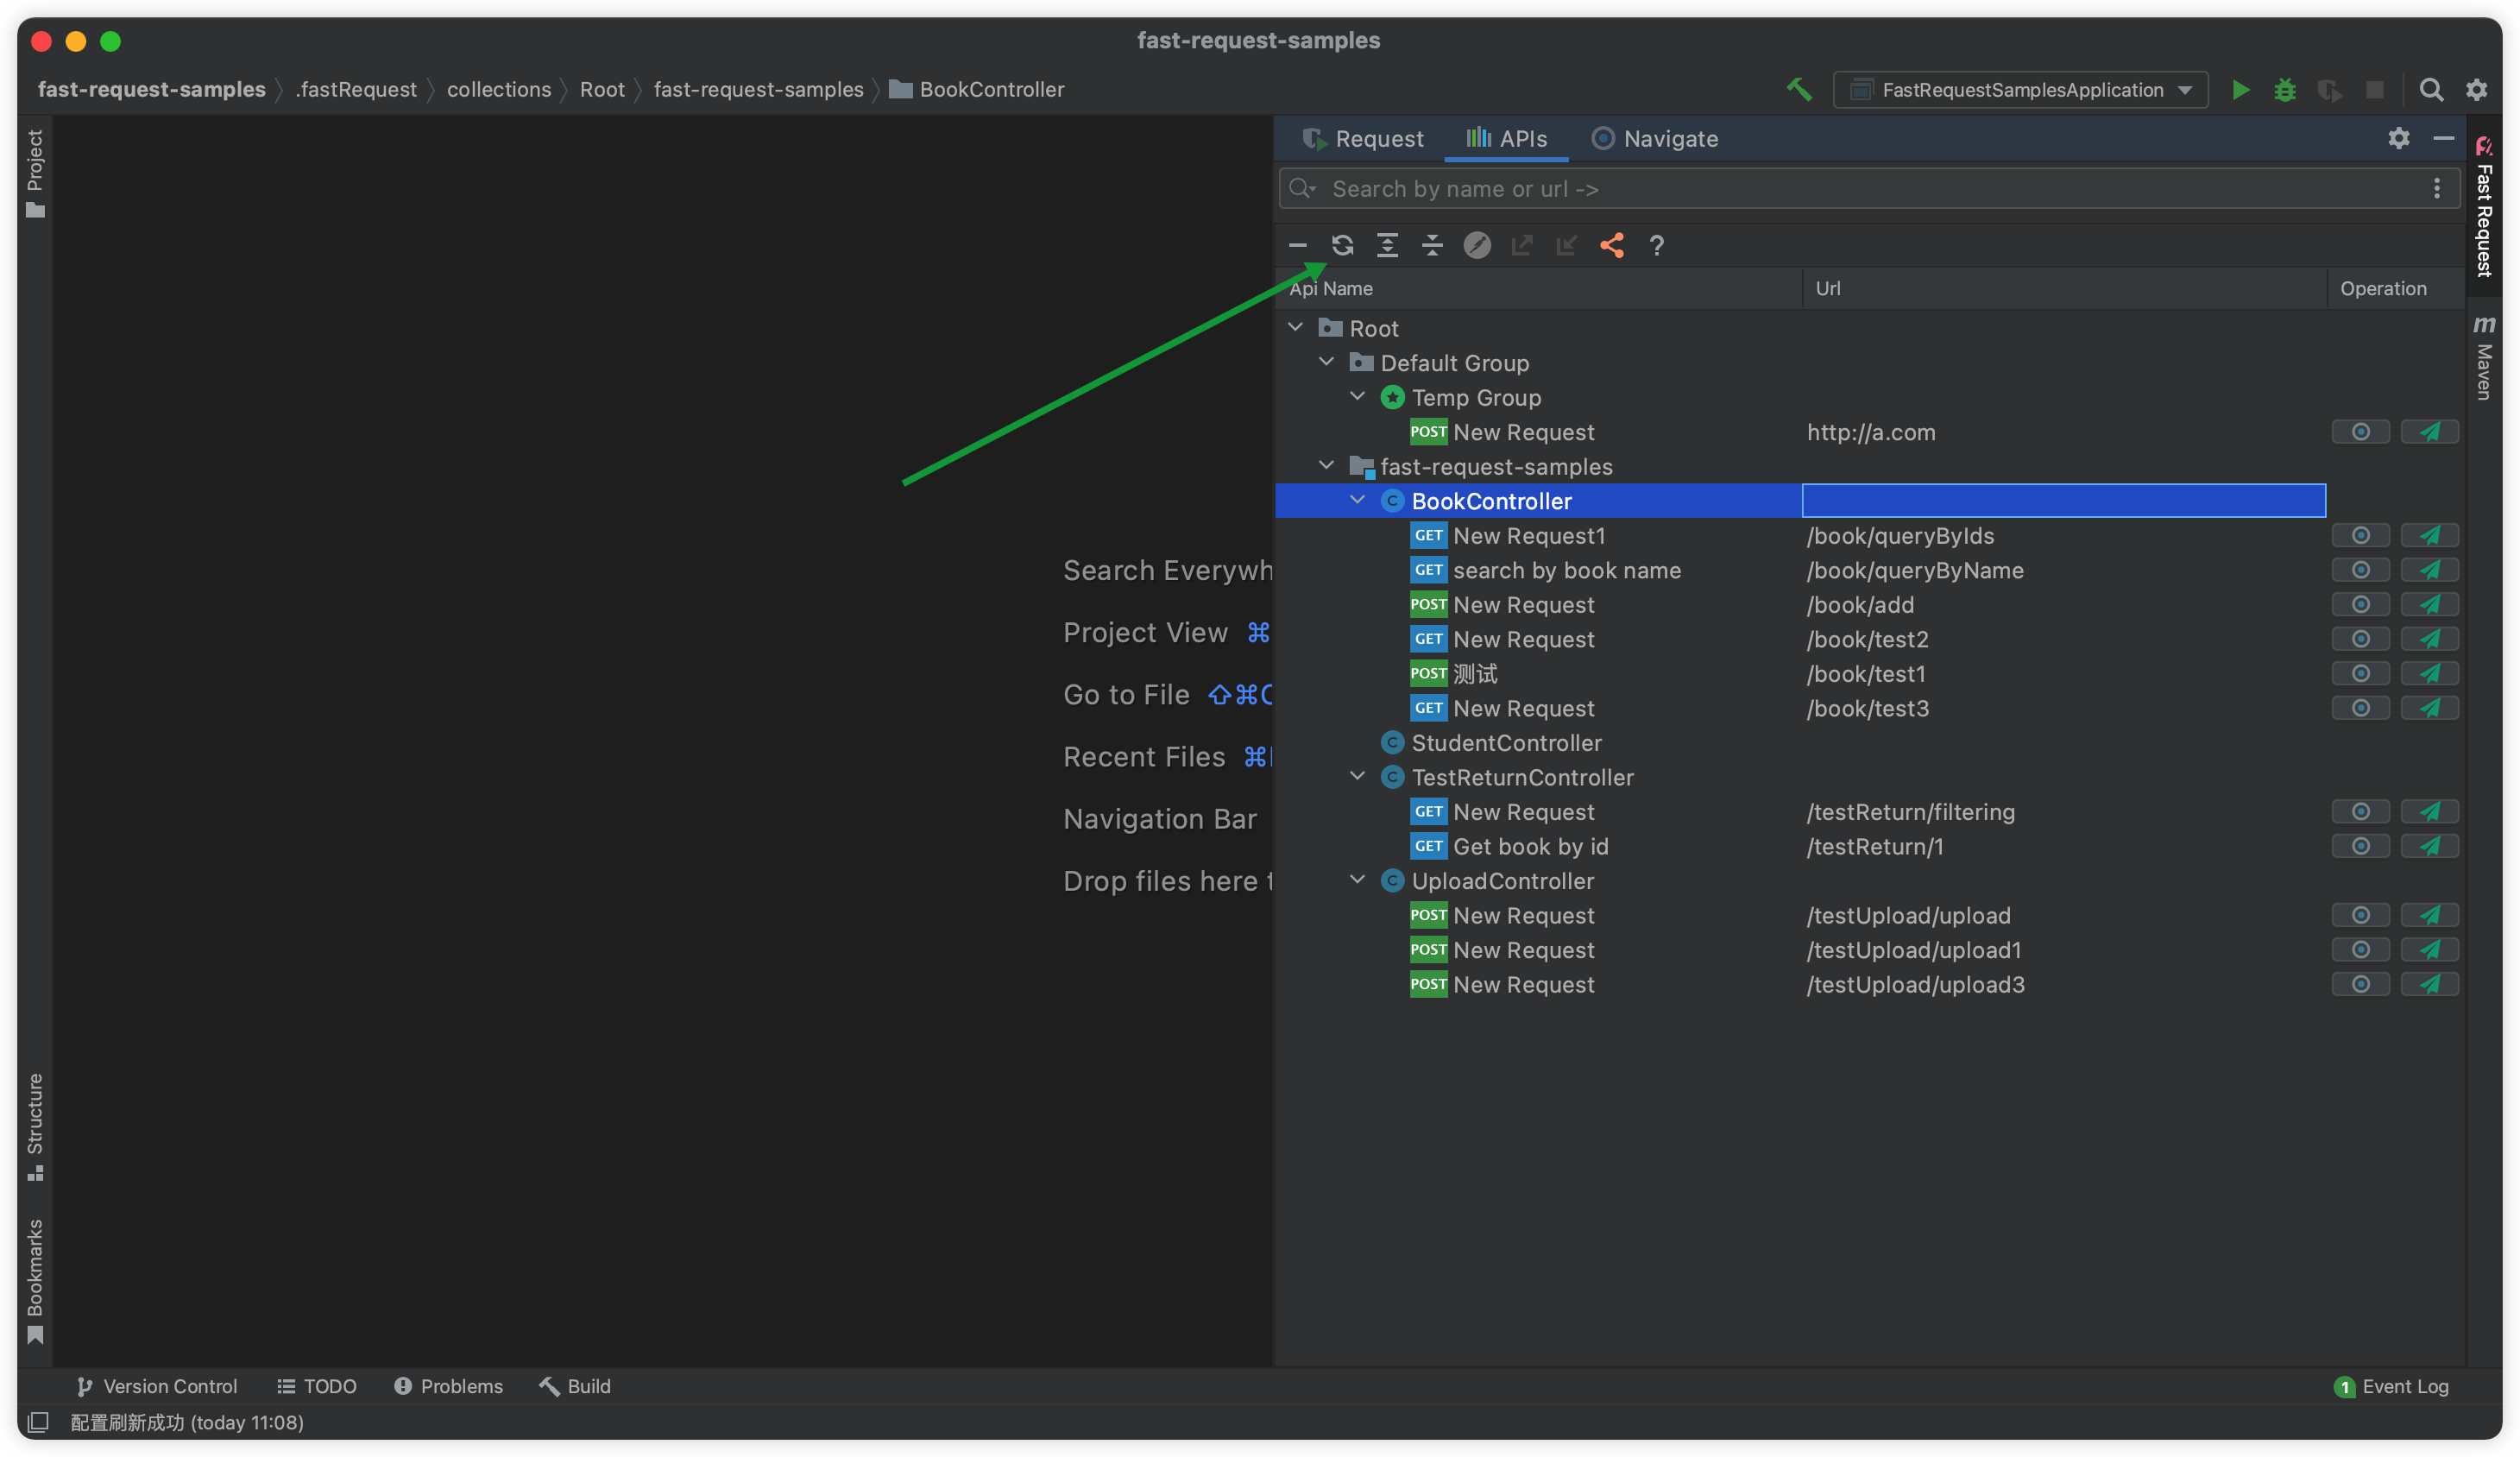 fast-request-samples
fast-request-samples .fastRequest collections Root fast-request-samples BookController
FastRequestSamplesApplication
Project
Request APIs Navigate
Search by name or url ->
Api Name Url Operation
Root
Default Group
Temp Group
POST New Request http://a.com
fast-request-samples
BookController
GET New Request1 /book/queryByIds
GET search by book name /book/queryByName
POST New Request /book/add
GET New Request /book/test2
POST 测试 /book/test1
GET New Request /book/test3
StudentController
TestReturnController
GET New Request /testReturn/filtering
GET Get book by id /testReturn/1
UploadController
POST New Request /testUpload/upload
POST New Request /testUpload/upload1
POST New Request /testUpload/upload3
Search Everywh
Project View ⌘
Go to File ⇧⌘
Recent Files ⌘
Navigation Bar
Drop files here t
Fast Request
m Maven
Structure
Bookmarks
Version Control TODO Problems Build
1 Event Log
配置刷新成功 (today 11:08)